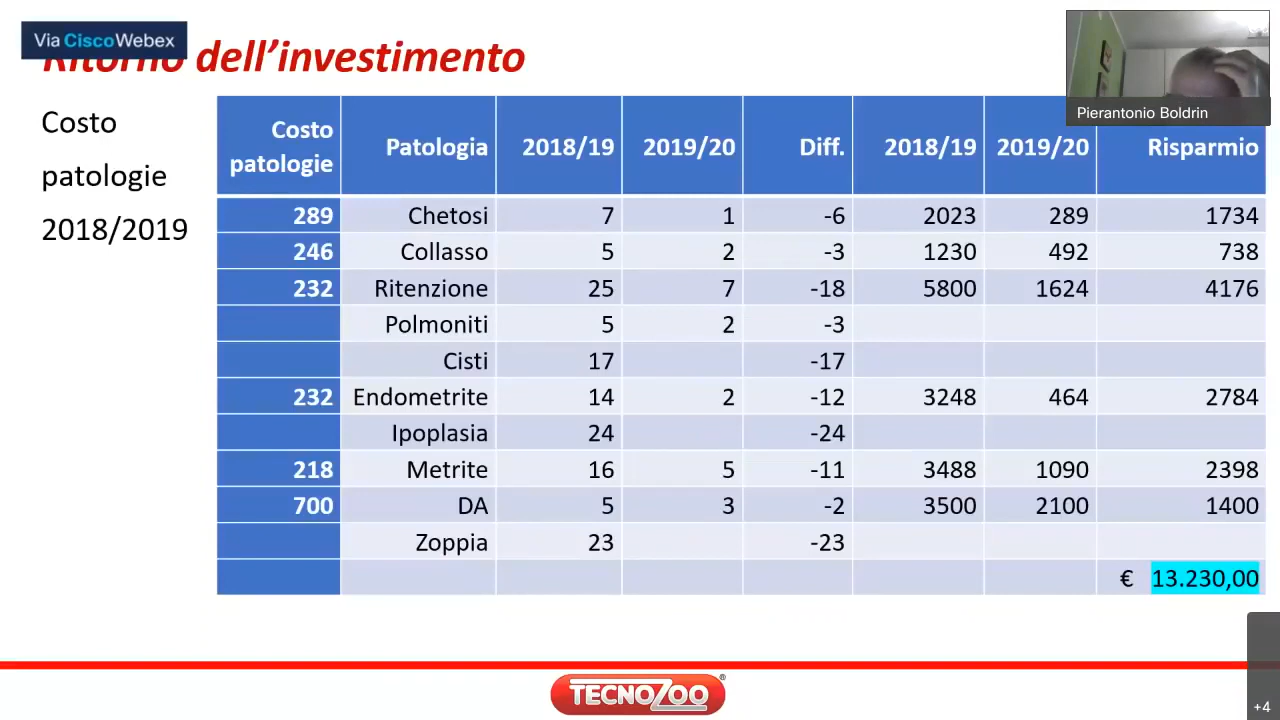 Via Cisco Webex
Ritorno dell'investimento
Pierantonio Boldrin
Costo
patologie
2018/2019
Costo patologie Patologia 2018/19 2019/20 Diff. 2018/19 2019/20 Risparmio
289 Chetosi 7 1 -6 2023 289 1734
246 Collasso 5 2 -3 1230 492 738
232 Ritenzione 25 7 -18 5800 1624 4176
Polmoniti 5 2 -3
Cisti 17 -17
232 Endometrite 14 2 -12 3248 464 2784
Ipoplasia 24 -24
218 Metrite 16 5 -11 3488 1090 2398
700 DA 5 3 -2 3500 2100 1400
Zoppia 23 -23
€ 13.230,00
TECNOZOO®
+4